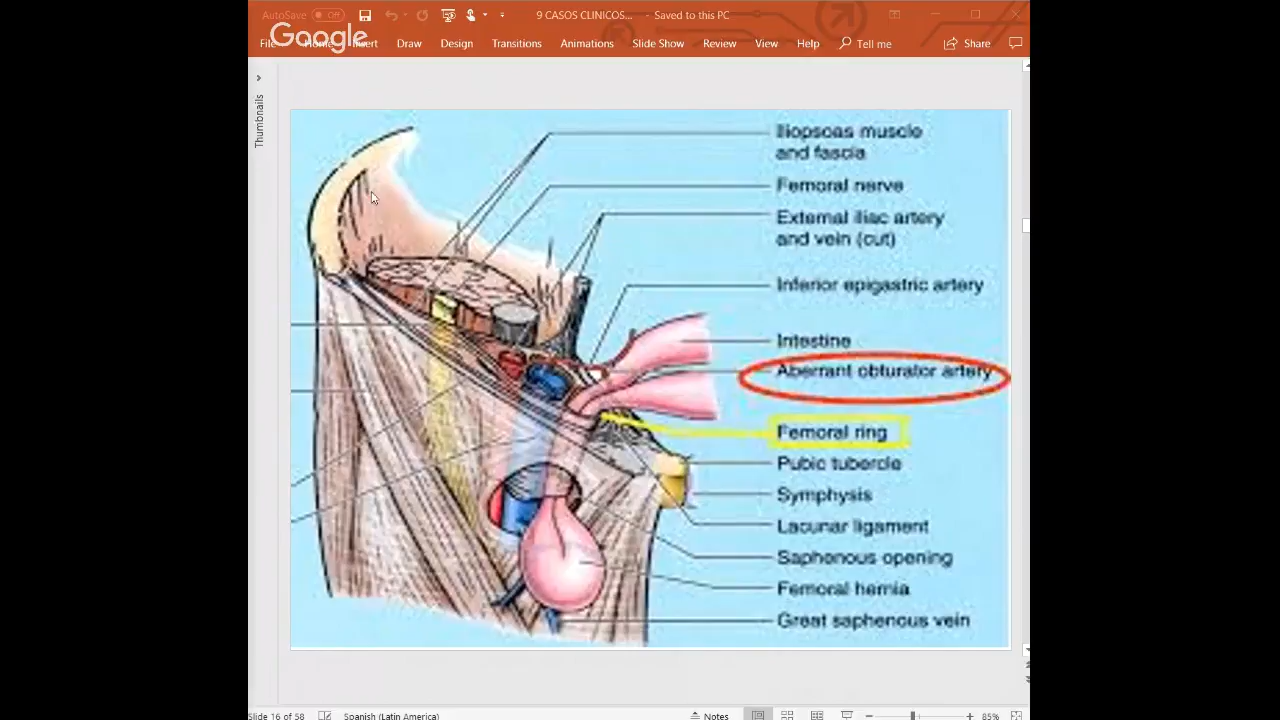 AutoSave Off 9 CASOS CLINICOS... - Saved to this PC
Google
File Home Insert Draw Design Transitions Animations Slide Show Review View Help Tell me Share
Thumbnails
Iliopsoas muscle
and fascia
Femoral nerve
External iliac artery
and vein (cut)
Inferior epigastric artery
Intestine
Aberrant obturator artery
Femoral ring
Pubic tubercle
Symphysis
Lacunar ligament
Saphenous opening
Femoral hernia
Great saphenous vein
Slide 16 of 58 Spanish (Latin America) Notes 85%